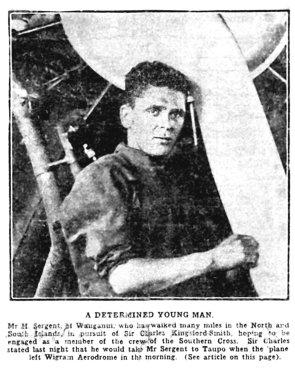 A DETERMINED YOUNG MAN.
Mr H. Sergent, of Wanganui, who has walked many miles in the North and
South Islands, in pursuit of Sir Charles Kingsford-Smith, hoping to be
engaged as a member of the crew of the Southern Cross. Sir Charles
stated last night that he would take Mr Sergent to Taupo when the 'plane
left Wigram Aerodrome in the morning. (See article on this page).